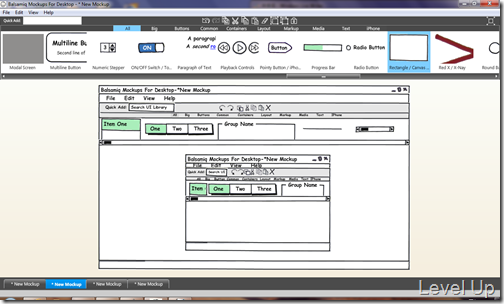 Balsamiq Mockups For Desktop - * New Mockup
File Edit View Help
Quick Add
All Big Buttons Common Containers Layout Markup Media Text iPhone
Multiline Bu
Second line of
3
ON
A paragrap
A second ro
Button
Radio Button
Modal Screen Multiline Button Numeric Stepper ON/OFF Switch / To... Paragraph of Text Playback Controls Pointy Button / iPho... Progress Bar Radio Button Rectangle / Canvas ... Red X / X-Ray Round B
Balsamiq Mockups For Desktop-*New Mockup
File Edit View Help
Quick Add: Search UI Library
All Big Buttons Common Containers Layout Markup Media Text iPhone
Item One
One Two Three
Group Name
Balsamiq Mockups For Desktop-*New Mockup
File Edit View Help
Quick Add: Search UI
All Big Buttons Common Containers Layout Markup Media Text iPhone
Item One
One Two Three
Group Name
* New Mockup * New Mockup * New Mockup * New Mockup
Level Up